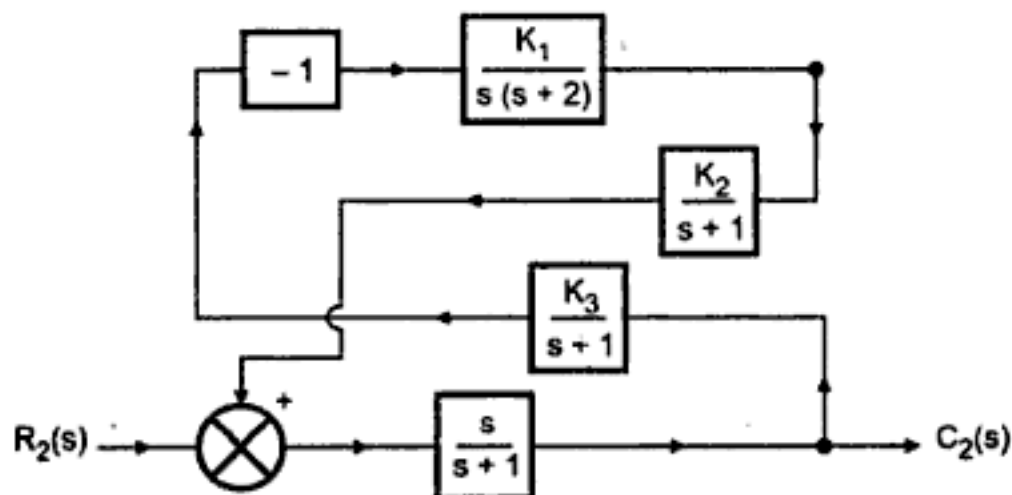 – 1
K₁
s (s + 2)
K₂
s + 1
K₃
s + 1
+
R₂(s)
s
s + 1
C₂(s)